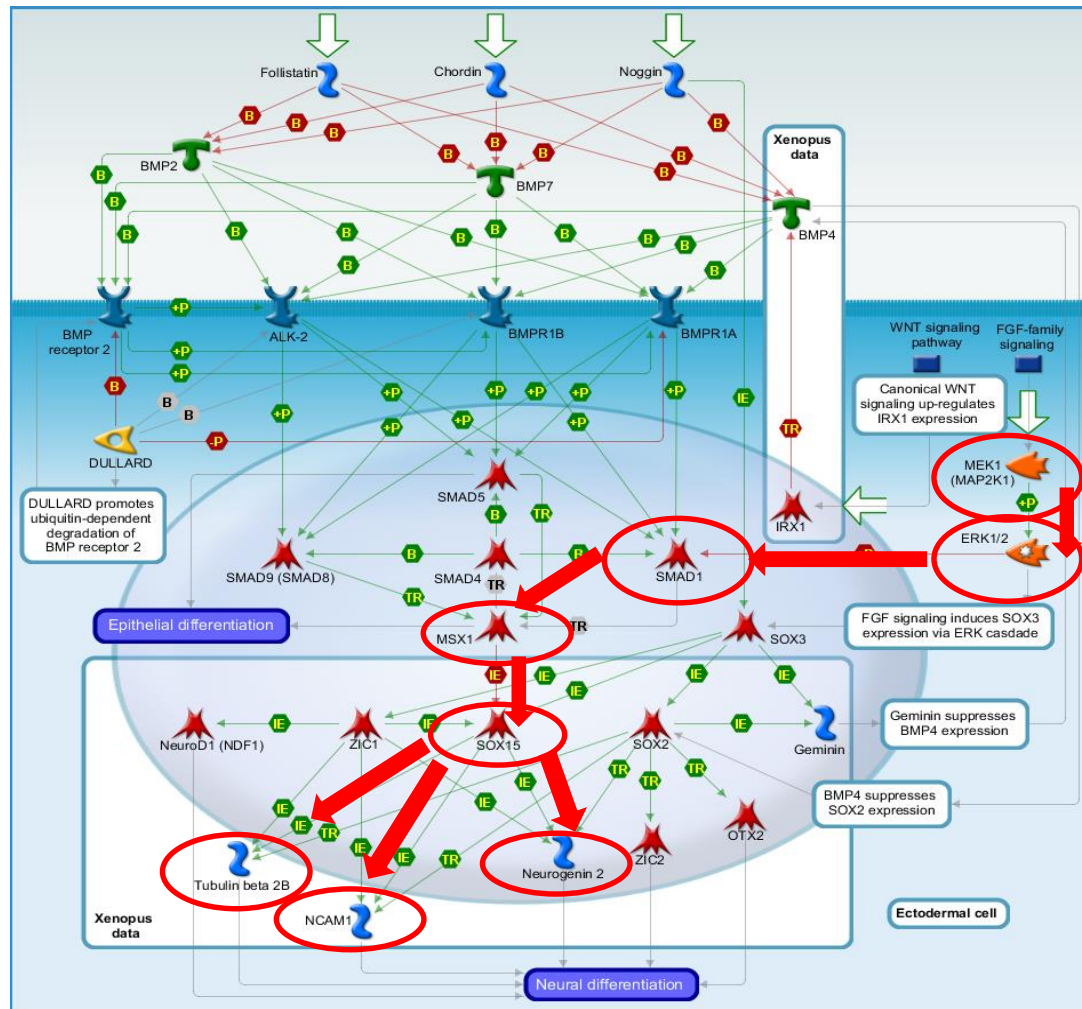 Follistatin
Chordin
Noggin
B
B
B
B
B
B
B
B
B
Xenopus
data
BMP2
BMP7
BMP4
B
B
B
B
B
B
B
B
B
B
B
B
+P
BMP
receptor 2
ALK-2
BMPR1B
BMPR1A
WNT signaling
pathway
FGF-family
signaling
+P
+P
B
B
B
+P
+P
+P
+P
+P
+P
+P
IE
Canonical WNT
signaling up-regulates
IRX1 expression
TR
-P
DULLARD
MEK1
(MAP2K1)
+P
DULLARD promotes
ubiquitin-dependent
degradation of
BMP receptor 2
SMAD5
TR
B
IRX1
ERK1/2
B
B
SMAD9 (SMAD8)
SMAD4
SMAD1
TR
TR
Epithelial differentiation
MSX1
TR
SOX3
FGF signaling induces SOX3
expression via ERK casdade
IE
IE
IE
IE
IE
IE
IE
IE
NeuroD1 (NDF1)
ZIC1
SOX15
SOX2
Geminin
Geminin suppresses
BMP4 expression
IE
IE
IE
IE
TR
TR
TR
BMP4 suppresses
SOX2 expression
IE
TR
IE
IE
TR
OTX2
Tubulin beta 2B
Neurogenin 2
ZIC2
Xenopus
data
NCAM1
Ectodermal cell
Neural differentiation